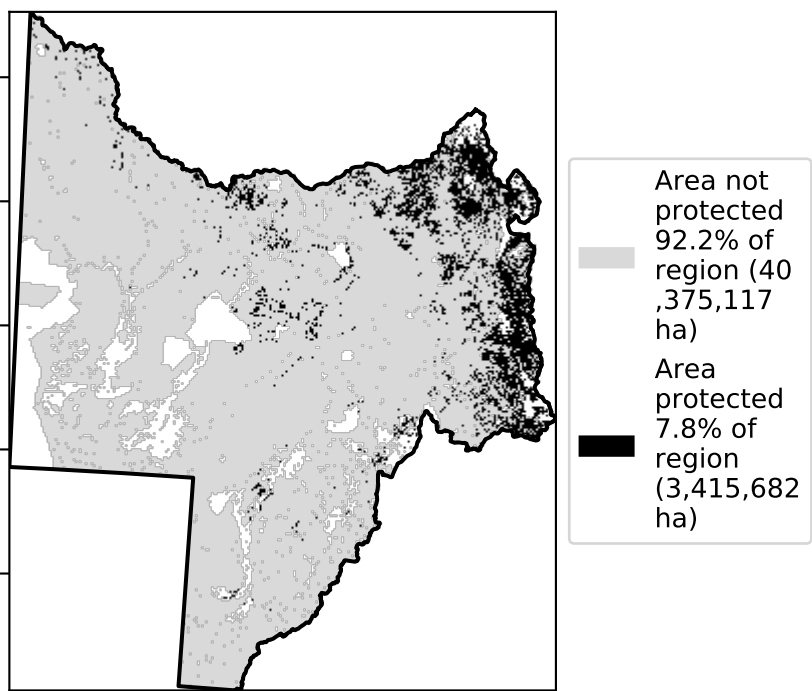 Area not
protected
92.2% of
region (40
,375,117
ha)
Area
protected
7.8% of
region
(3,415,682
ha)